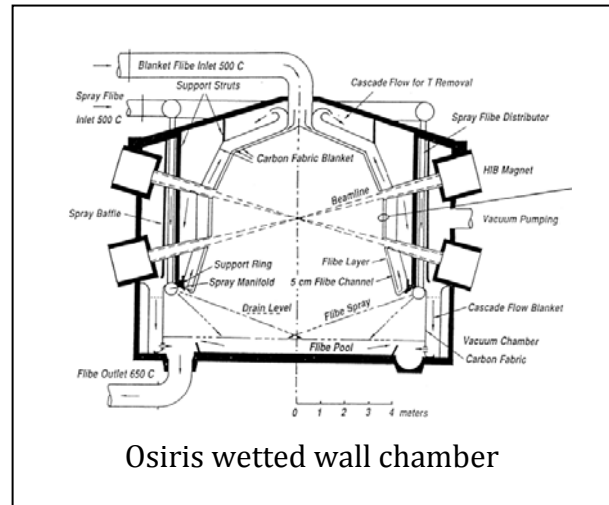 Blanket Flibe Inlet 500 C
Support Struts
Cascade Flow for T Removal
Spray Flibe
Inlet 500 C
Spray Flibe Distributor
Carbon Fabric Blanket
HIB Magnet
Beamline
Spray Baffle
Vacuum Pumping
Flibe Layer
Support Ring
Spray Manifold
5 cm Flibe Channel
Drain Level
Flibe Spray
Cascade Flow Blanket
Vacuum Chamber
Flibe Pool
Carbon Fabric
Flibe Outlet 650 C
0 1 2 3 4
meters
Osiris wetted wall chamber